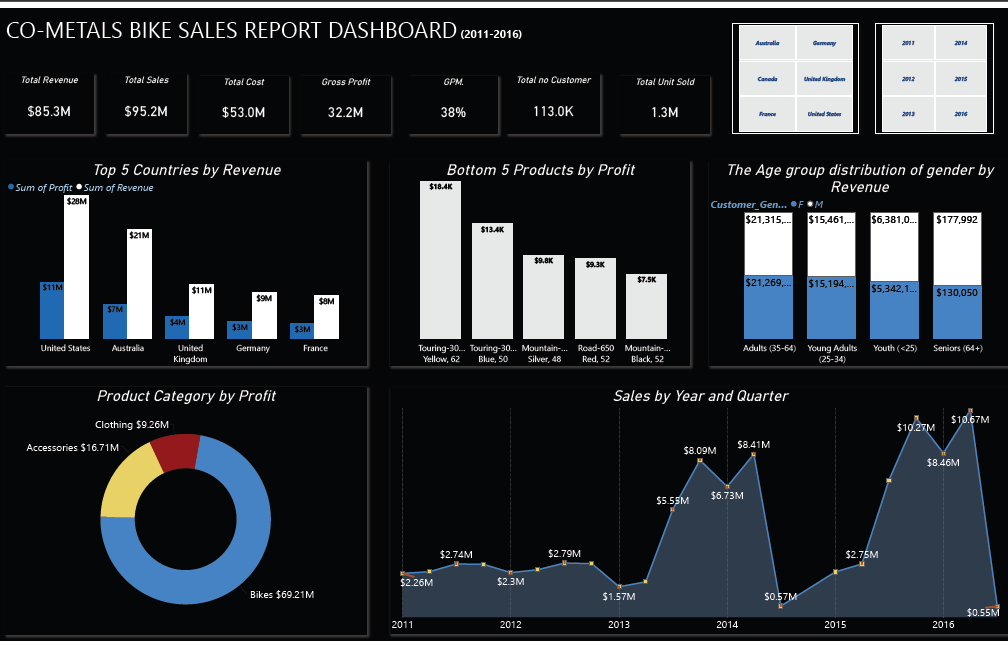 CO-METALS BIKE SALES REPORT DASHBOARD (2011-2016)
Total Revenue
$85.3M
Total Sales
$95.2M
Total Cost
$53.0M
Gross Profit
32.2M
GPM.
38%
Total no Customer
113.0K
Total Unit Sold
1.3M
Australia Germany
Canada United Kingdom
France United States
2011 2014
2012 2015
2013 2016
Top 5 Countries by Revenue
Sum of Profit Sum of Revenue
$28M
$21M
$11M
$9M
$8M
$11M
$7M
$4M
$3M
$3M
United States Australia United Kingdom Germany France
Bottom 5 Products by Profit
$18.4K
$13.4K
$9.8K
$9.3K
$7.5K
Touring-30... Touring-30... Mountain-... Road-650 Mountain-...
Yellow, 62 Blue, 50 Silver, 48 Red, 52 Black, 52
The Age group distribution of gender by
Revenue
Customer_Gen... F M
$21,315,... $15,461,... $6,381,0... $177,992
$21,269,... $15,194,... $5,342,1... $130,050
Adults (35-64) Young Adults (25-34) Youth (<25) Seniors (64+)
Product Category by Profit
Clothing $9.26M
Accessories $16.71M
Bikes $69.21M
Sales by Year and Quarter
$2.26M
$2.74M
$2.3M
$2.79M
$1.57M
$5.55M
$8.09M
$6.73M
$8.41M
$0.57M
$2.75M
$10.27M
$8.46M
$10.67M
$0.55M
2011 2012 2013 2014 2015 2016